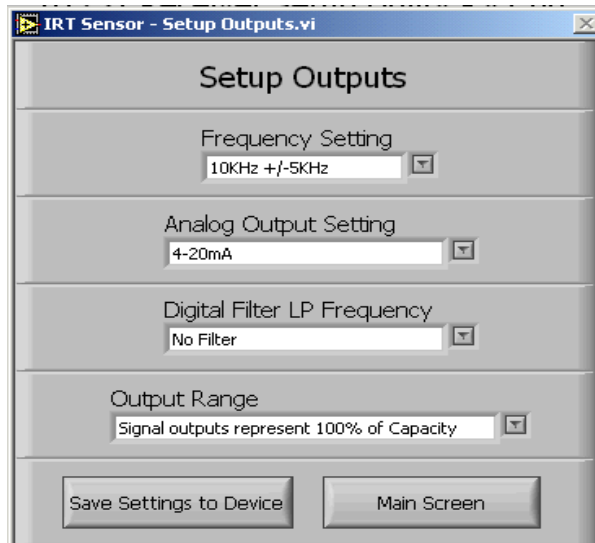 IRT Sensor - Setup Outputs.vi
Setup Outputs
Frequency Setting
10KHz +/-5KHz
Analog Output Setting
4-20mA
Digital Filter LP Frequency
No Filter
Output Range
Signal outputs represent 100% of Capacity
Save Settings to Device
Main Screen